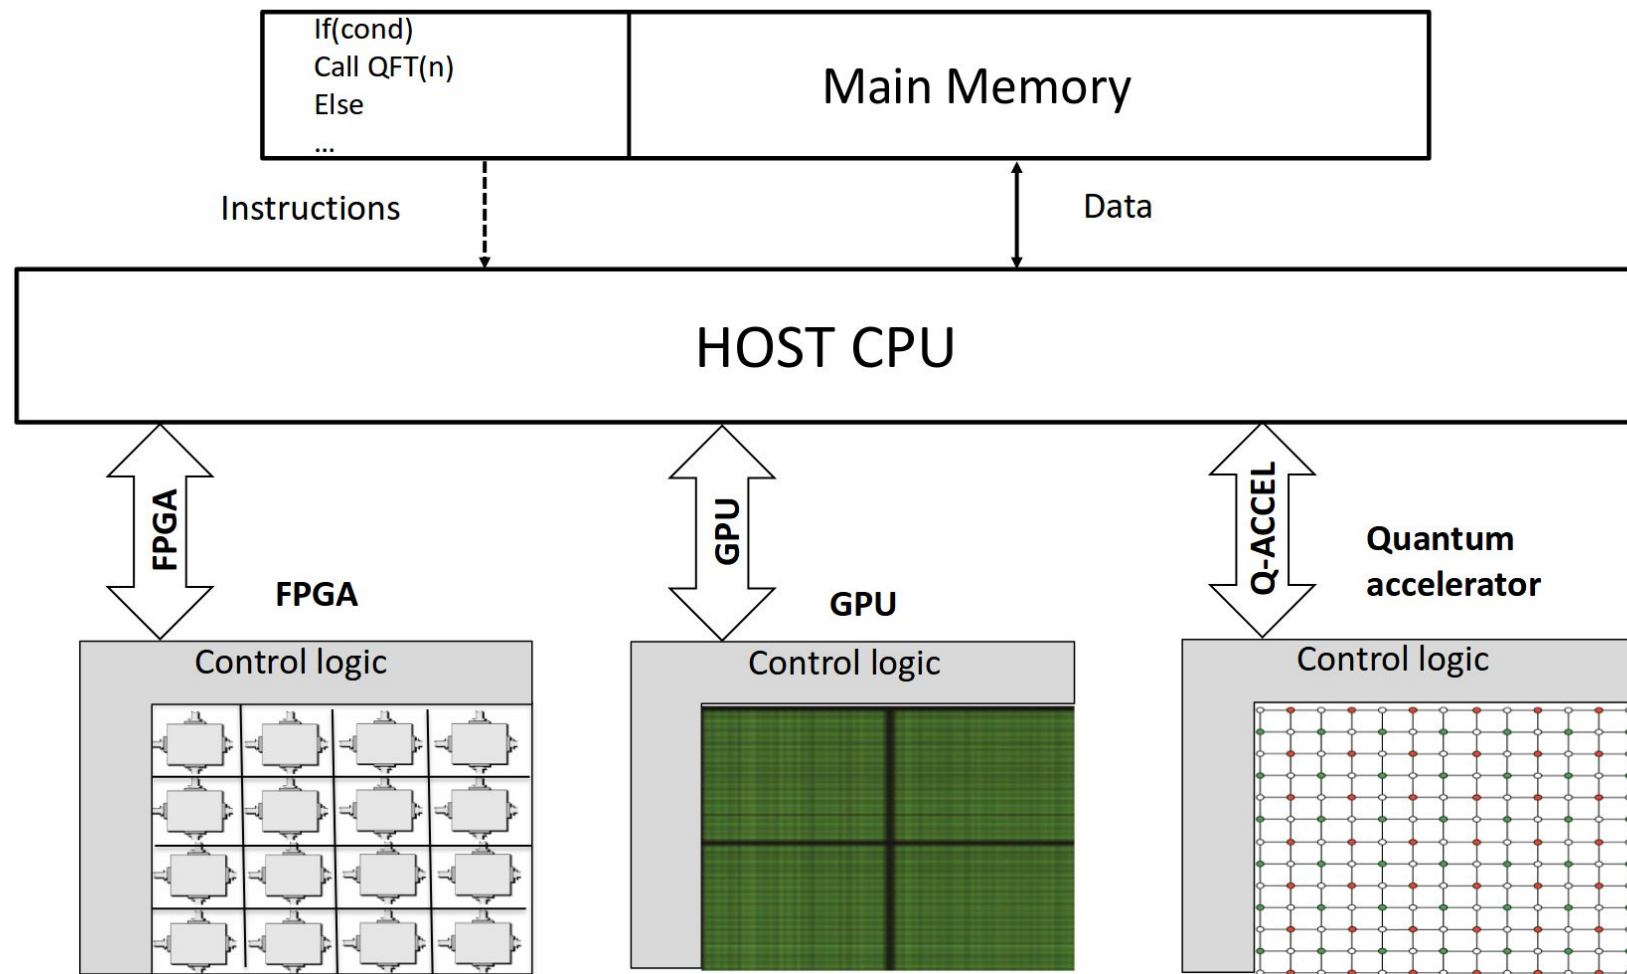 If(cond)
Call QFT(n)
Else
...
Main Memory
Instructions
Data
HOST CPU
FPGA
GPU
Q-ACCEL
FPGA
GPU
Quantum
accelerator
Control logic
Control logic
Control logic